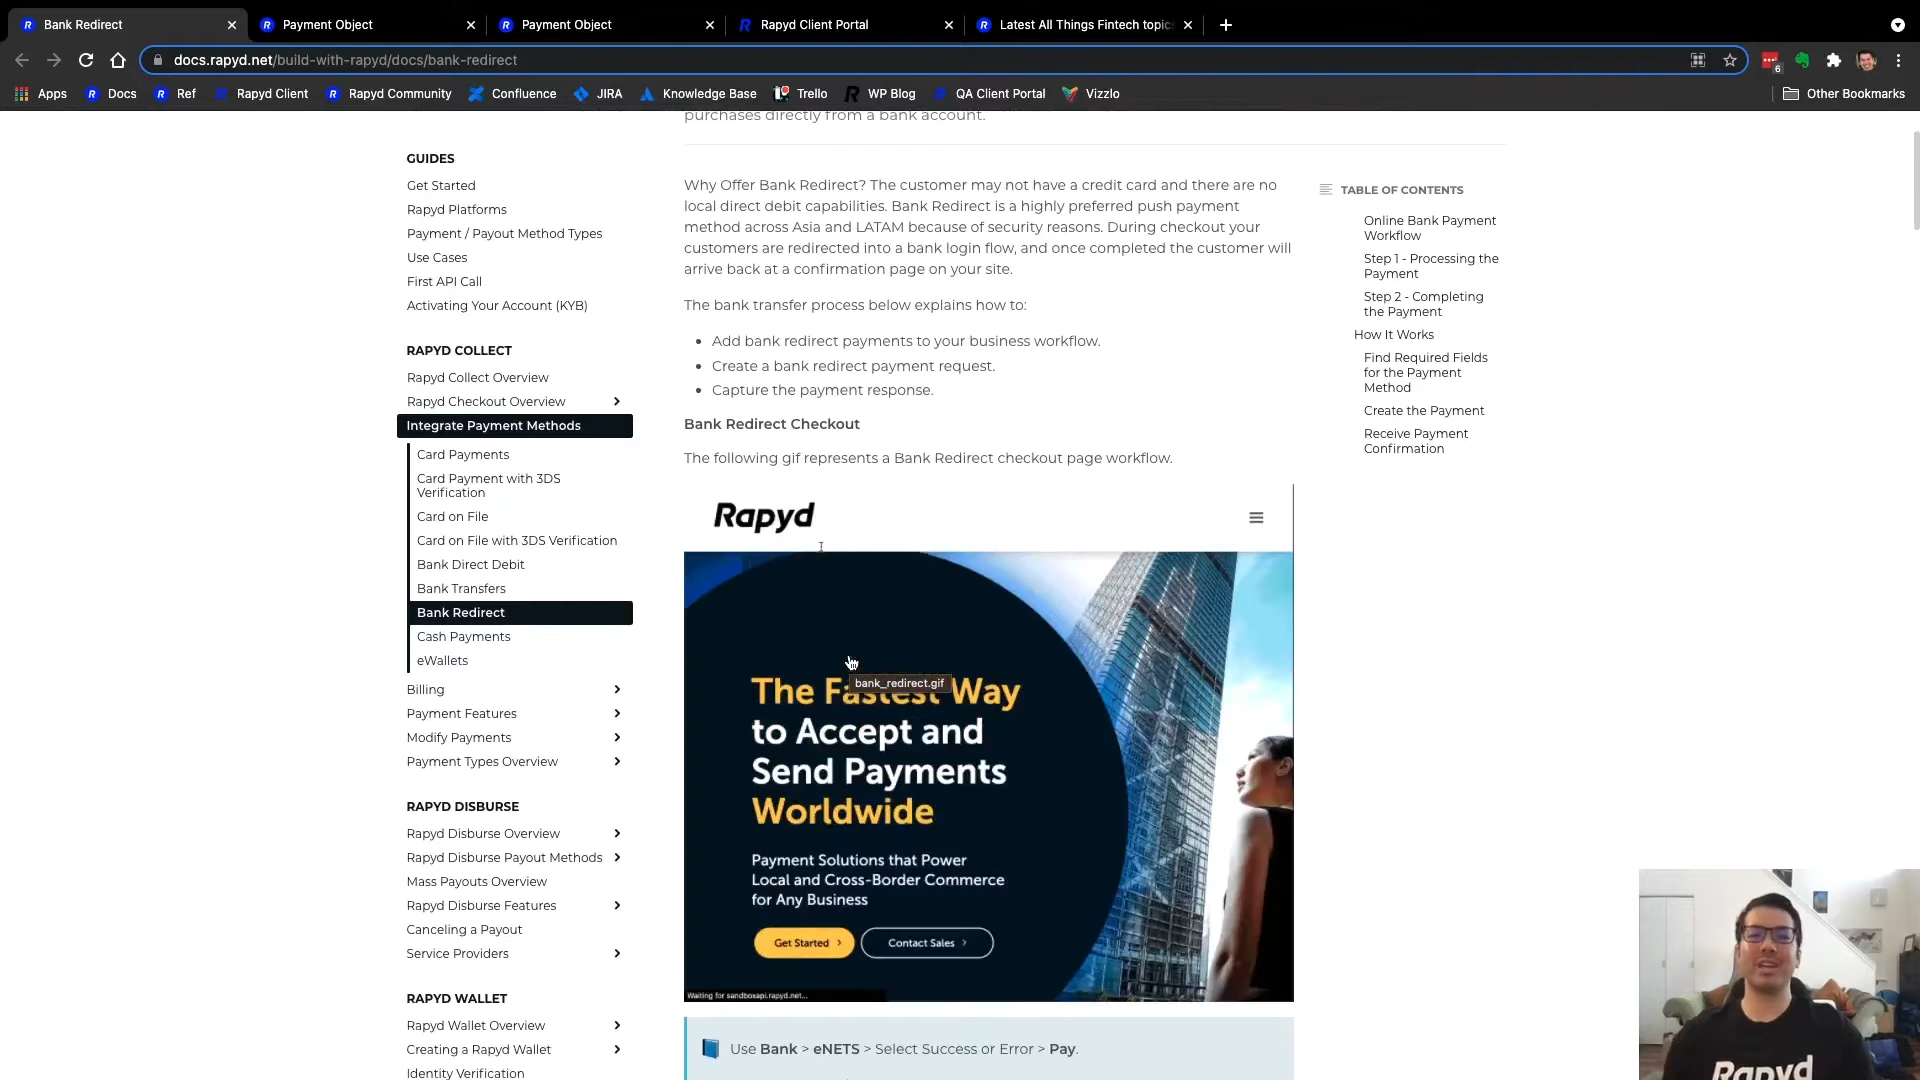 Bank Redirect
Payment Object
Payment Object
Rapyd Client Portal
Latest All Things Fintech topic
docs.rapyd.net/build-with-rapyd/docs/bank-redirect
6
Apps
Docs
Ref
Rapyd Client
Rapyd Community
Confluence
JIRA
Knowledge Base
Trello
WP Blog
QA Client Portal
Vizzlo
Other Bookmarks
GUIDES
Get Started
Rapyd Platforms
Payment / Payout Method Types
Use Cases
First API Call
Activating Your Account (KYB)
RAPYD COLLECT
Rapyd Collect Overview
Rapyd Checkout Overview
Integrate Payment Methods
Card Payments
Card Payment with 3DS
Verification
Card on File
Card on File with 3DS Verification
Bank Direct Debit
Bank Transfers
Bank Redirect
Cash Payments
eWallets
Billing
Payment Features
Modify Payments
Payment Types Overview
RAPYD DISBURSE
Rapyd Disburse Overview
Rapyd Disburse Payout Methods
Mass Payouts Overview
Rapyd Disburse Features
Canceling a Payout
Service Providers
RAPYD WALLET
Rapyd Wallet Overview
Creating a Rapyd Wallet
Identity Verification
purchases directly from a bank account.
Why Offer Bank Redirect? The customer may not have a credit card and there are no
local direct debit capabilities. Bank Redirect is a highly preferred push payment
method across Asia and LATAM because of security reasons. During checkout your
customers are redirected into a bank login flow, and once completed the customer will
arrive back at a confirmation page on your site.
The bank transfer process below explains how to:
• Add bank redirect payments to your business workflow.
• Create a bank redirect payment request.
• Capture the payment response.
Bank Redirect Checkout
The following gif represents a Bank Redirect checkout page workflow.
Rapyd
bank_redirect.gif
The Fastest Way
to Accept and
Send Payments
Worldwide
Payment Solutions that Power
Local and Cross-Border Commerce
for Any Business
Get Started
Contact Sales
Waiting for sandboxapi.rapyd.net...
Use Bank > eNETS > Select Success or Error > Pay.
TABLE OF CONTENTS
Online Bank Payment
Workflow
Step 1 - Processing the
Payment
Step 2 - Completing
the Payment
How It Works
Find Required Fields
for the Payment
Method
Create the Payment
Receive Payment
Confirmation
Rapyd